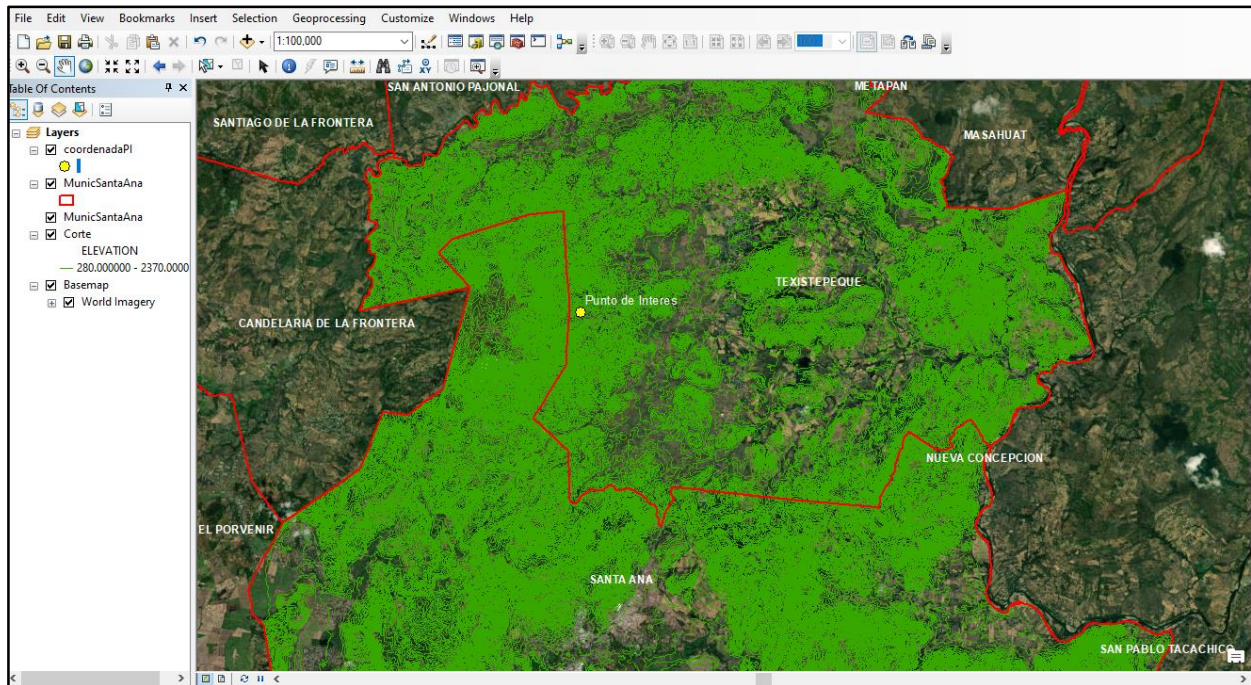 File Edit View Bookmarks Insert Selection Geoprocessing Customize Windows Help
1:100,000
Table Of Contents
Layers
coordenadaPI
MunicSantaAna
MunicSantaAna
Corte
ELEVATION
280.000000 - 2370.0000
Basemap
World Imagery
SAN ANTONIO PAJONAL
METAPAN
SANTIAGO DE LA FRONTERA
MASAHUAT
TEXISTEPEQUE
Punto de Interes
CANDELARIA DE LA FRONTERA
NUEVA CONCEPCION
EL PORVENIR
SANTA ANA
SAN PABLO TACACHICO